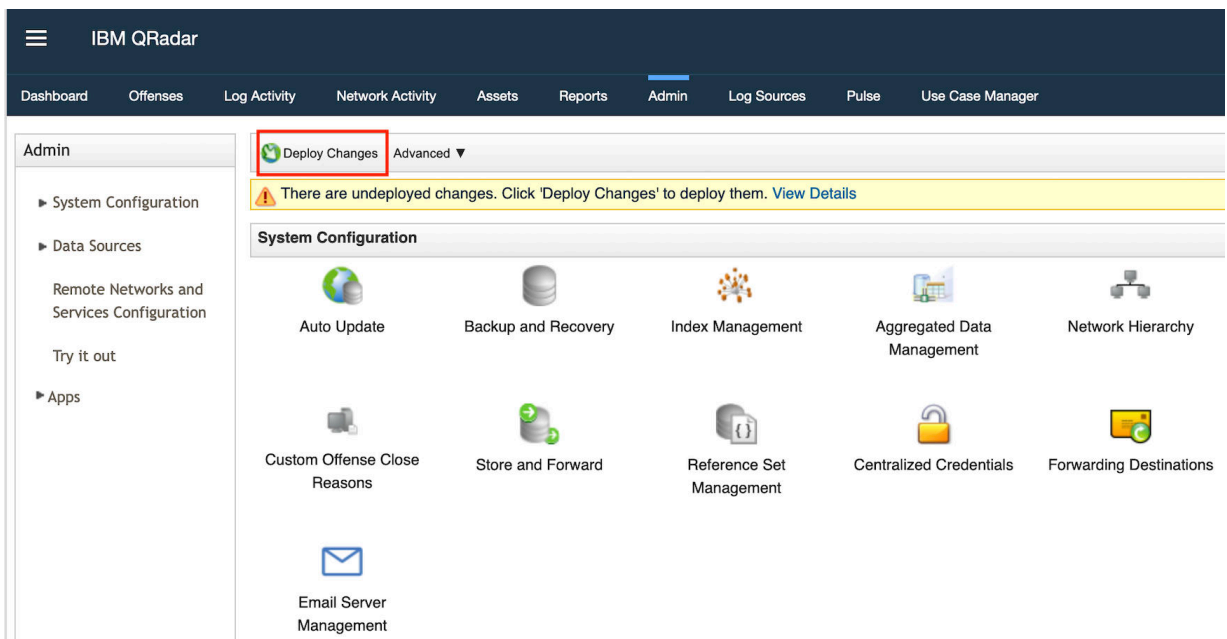 IBM QRadar
Dashboard Offenses Log Activity Network Activity Assets Reports Admin Log Sources Pulse Use Case Manager
Admin
System Configuration
Data Sources
Remote Networks and
Services Configuration
Try it out
Apps
Deploy Changes Advanced ▼
There are undeployed changes. Click 'Deploy Changes' to deploy them. View Details
System Configuration
Auto Update
Backup and Recovery
Index Management
Aggregated Data
Management
Network Hierarchy
Custom Offense Close
Reasons
Store and Forward
Reference Set
Management
Centralized Credentials
Forwarding Destinations
Email Server
Management